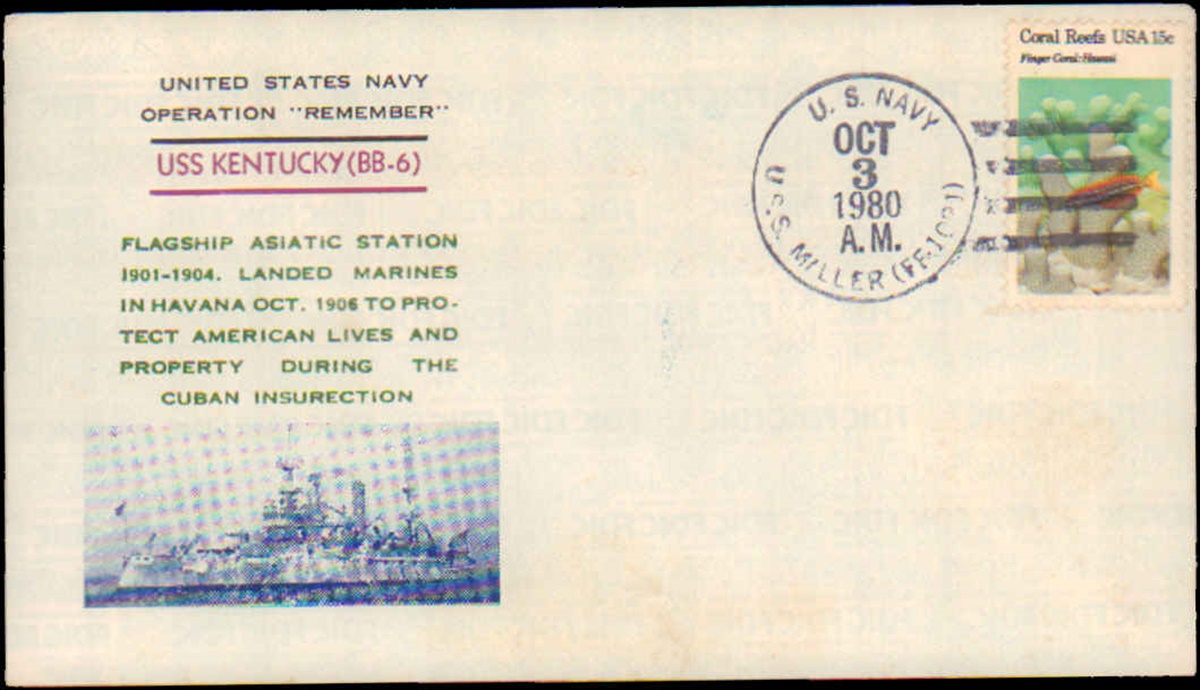 UNITED STATES NAVY
OPERATION "REMEMBER"
USS KENTUCKY (BB-6)
FLAGSHIP ASIATIC STATION
1901-1904. LANDED MARINES
IN HAVANA OCT. 1906 TO PRO-
TECT AMERICAN LIVES AND
PROPERTY DURING THE
CUBAN INSURECTION
U. S. NAVY
OCT
3
1980
A.M.
U.S.S. MILLER (FF-1091)
Coral Reefs USA 15c
Finger Coral: Hawaii